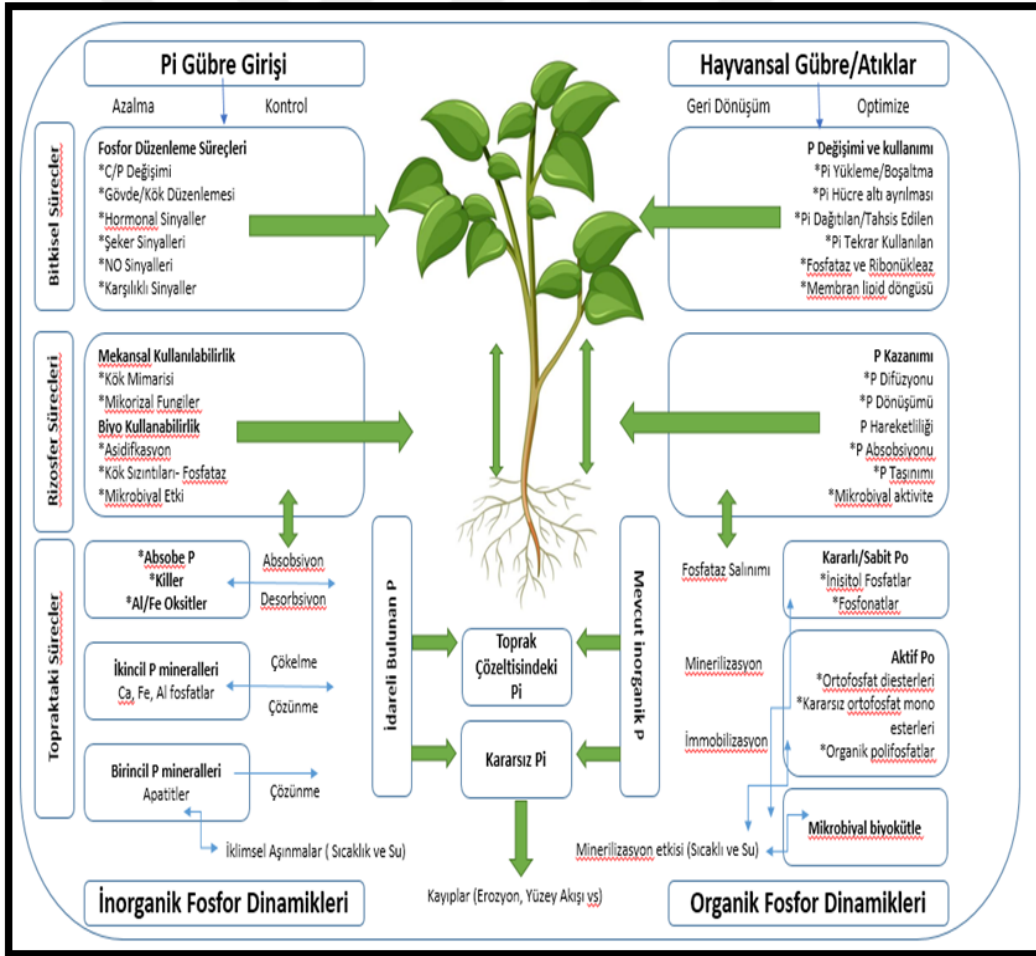 Pi Gübre Girişi
Hayvansal Gübre/Atıklar
Azalma
Kontrol
Geri Dönüşüm
Optimize
Bitkisel Süreçler
Fosfor Düzenleme Süreçleri
*C/P Değişimi
*Gövde/Kök Düzenlemesi
*Hormonal Sinyaller
*Şeker Sinyalleri
*NO Sinyalleri
*Karşılıklı Sinyaller
P Değişimi ve kullanımı
*Pi Yükleme/Boşaltma
*Pi Hücre altı ayrılması
*Pi Dağıtılan/Tahsis Edilen
*Pi Tekrar Kullanılan
*Fosfataz ve Ribonükleaz
*Membran lipid döngüsü
Rizosfer Süreçleri
Mekansal Kullanılabilirlik
*Kök Mimarisi
*Mikorizal Fungiler
Biyo Kullanabilirlik
*Asidifkasyon
*Kök Sızıntıları- Fosfataz
*Mikrobiyal Etki
P Kazanımı
*P Difüzyonu
*P Dönüşümü
P Hareketliliği
*P Absobsiyonu
*P Taşınımı
*Mikrobiyal aktivite
Topraktaki Süreçler
*Absobe P
*Killer
*Al/Fe Oksitler
Absobsiyon
Desorbsiyon
İkincil P mineralleri
Ca, Fe, Al fosfatlar
Çökelme
Çözünme
Birincil P mineralleri
Apatitler
Çözünme
İklimsel Aşınmalar ( Sıcaklık ve Su)
İdareli Bulunan P
Toprak
Çözeltisindeki
Pi
Kararsız Pi
Mevcut inorganik P
Kayıplar (Erozyon, Yüzey Akışı vs)
Fosfataz Salınımı
Minerilizasyon
İmmobilizasyon
Minerilizasyon etkisi (Sıcaklı ve Su)
Kararlı/Sabit Po
*İnisitol Fosfatlar
*Fosfonatlar
Aktif Po
*Ortofosfat diesterleri
*Kararsız ortofosfat mono
esterleri
*Organik polifosfatlar
Mikrobiyal biyokütle
İnorganik Fosfor Dinamikleri
Organik Fosfor Dinamikleri